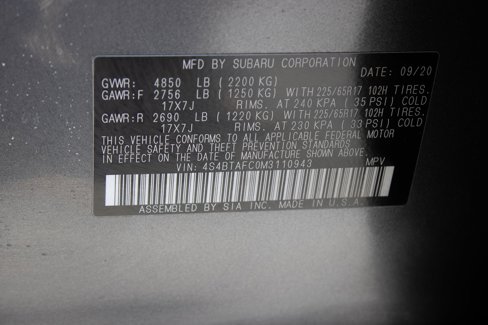 MFD BY SUBARU CORPORATION
DATE: 09/20
GVWR: 4850 LB (2200 KG)
GAWR:F 2756 LB (1250 KG) WITH 225/65R17 102H TIRES.
17X7J RIMS. AT 240 KPA (35 PSI) COLD
GAWR:R 2690 LB (1220 KG) WITH 225/65R17 102H TIRES.
17X7J RIMS. AT 230 KPA (33 PSI) COLD
THIS VEHICLE CONFORMS TO ALL APPLICABLE FEDERAL MOTOR
VEHICLE SAFETY AND THEFT PREVENTION STANDARDS
IN EFFECT ON THE DATE OF MANUFACTURE SHOWN ABOVE.
VIN: 4S4BTAFC0M3110943 MPV
ASSEMBLED BY SIA INC. MADE IN U.S.A.